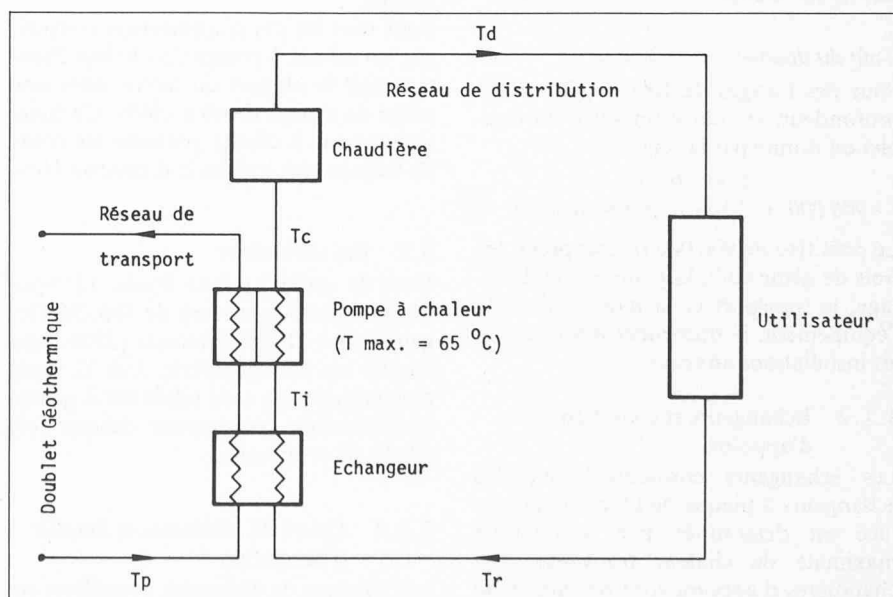 Td
Réseau de distribution
Chaudière
Réseau de
transport
Tc
Pompe à chaleur
(T max. = 65 °C)
Utilisateur
Ti
Echangeur
Doublet Géothermique
Tp
Tr